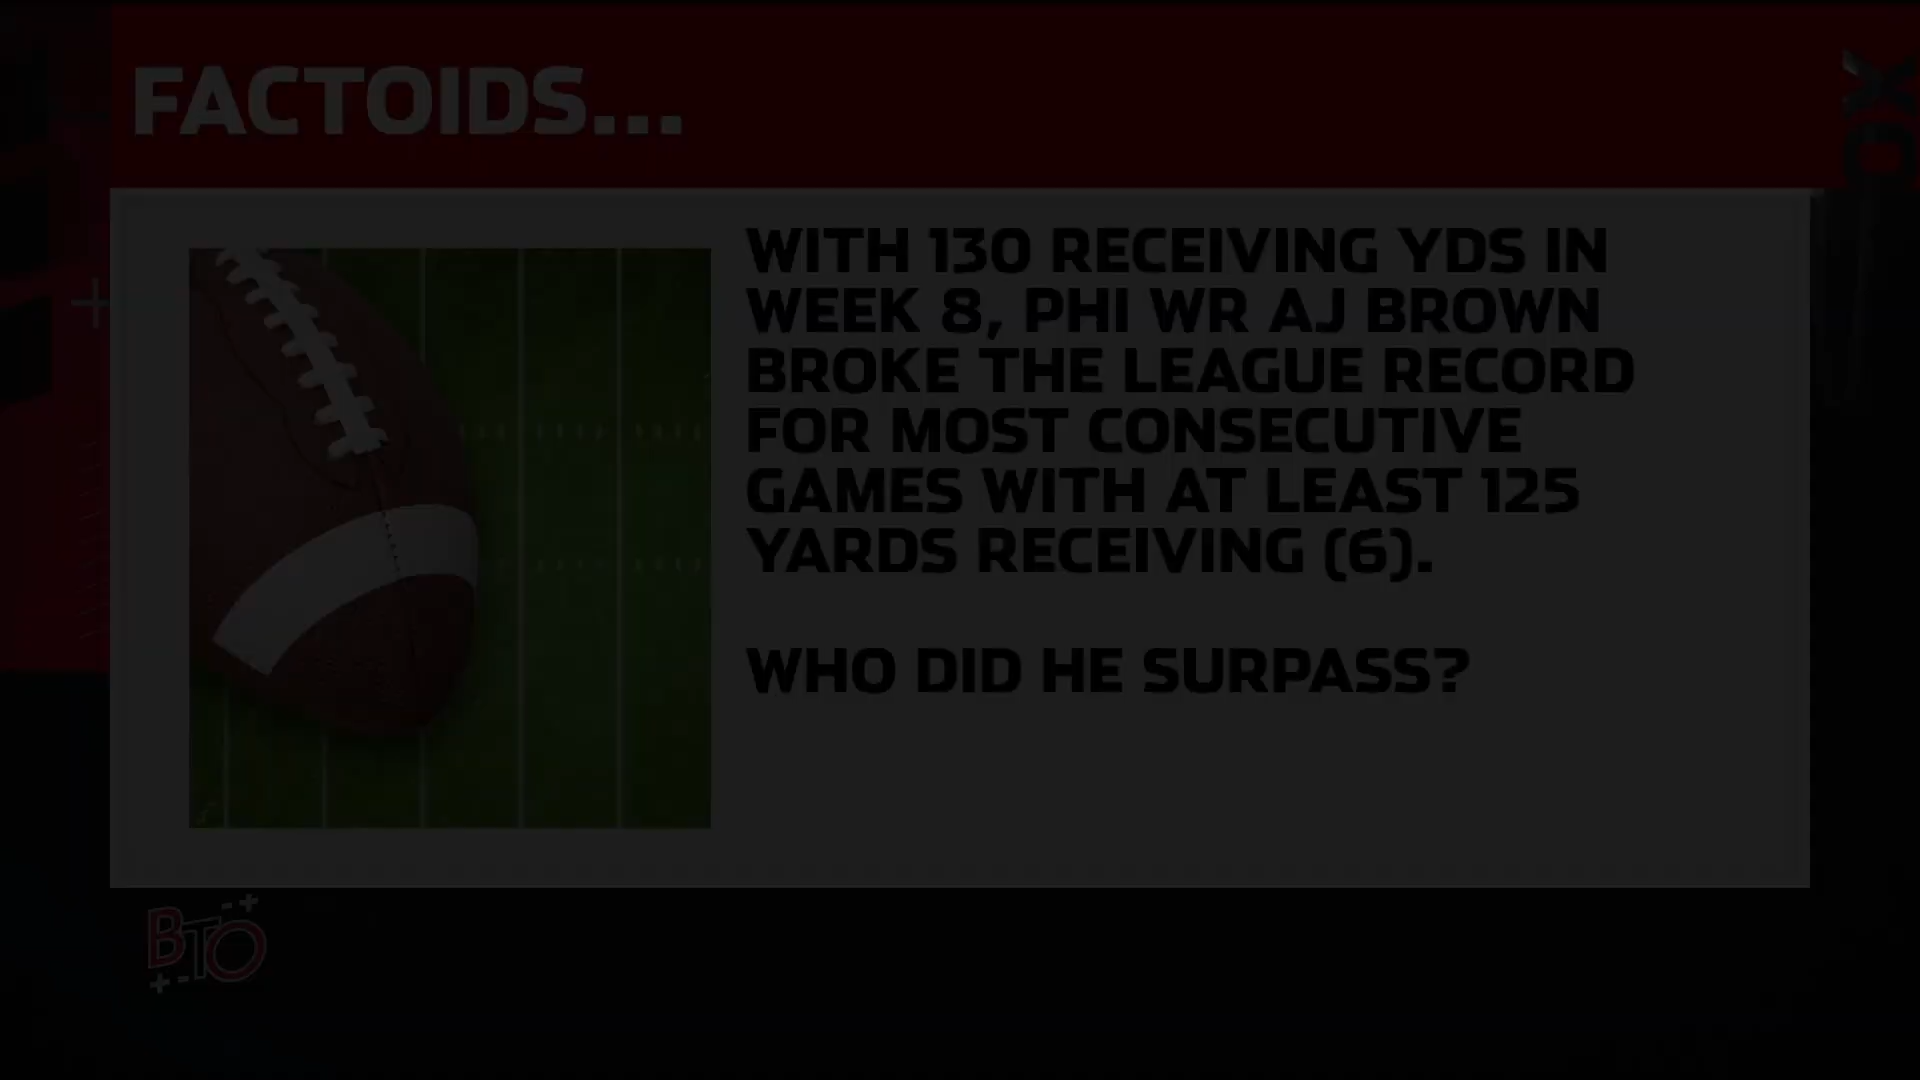 FACTOIDS...
WITH 130 RECEIVING YDS IN
WEEK 8, PHI WR AJ BROWN
BROKE THE LEAGUE RECORD
FOR MOST CONSECUTIVE
GAMES WITH AT LEAST 125
YARDS RECEIVING (6).
WHO DID HE SURPASS?
BTO